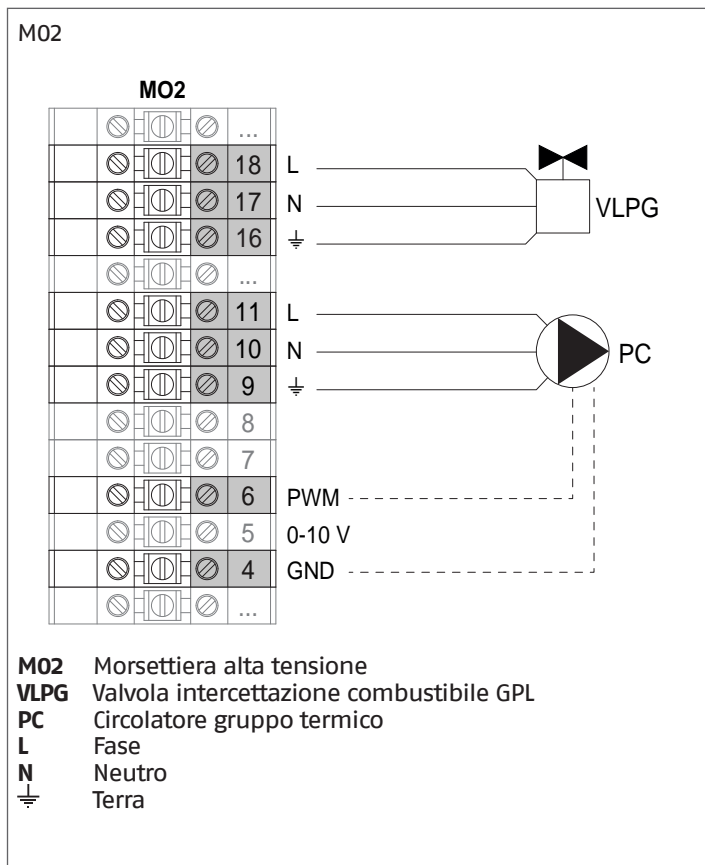 M02
MO2
...
18 L
17 N VLPG
16 ⏚
...
11 L
10 N PC
9 ⏚
8
7
6 PWM
5 0-10 V
4 GND
...
M02 Morsettiera alta tensione
VLPG Valvola intercettazione combustibile GPL
PC Circolatore gruppo termico
L Fase
N Neutro
⏚ Terra